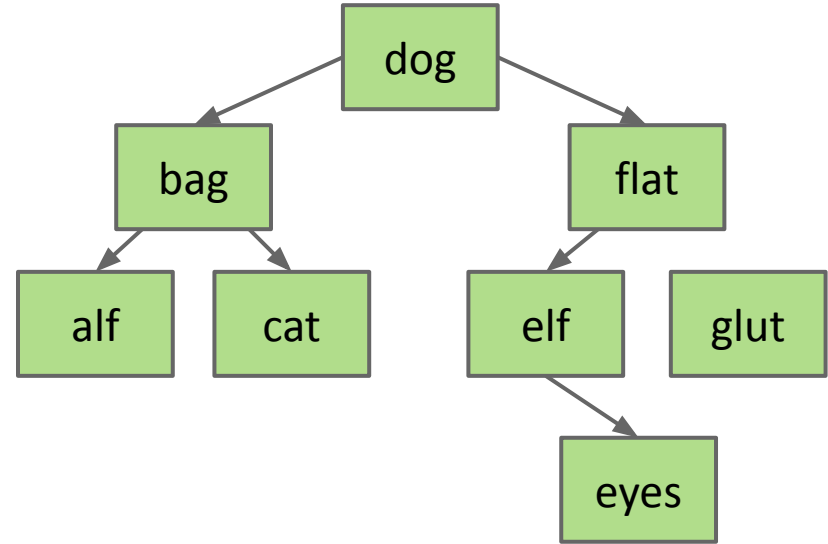 dog
bag
flat
alf
cat
elf
glut
eyes